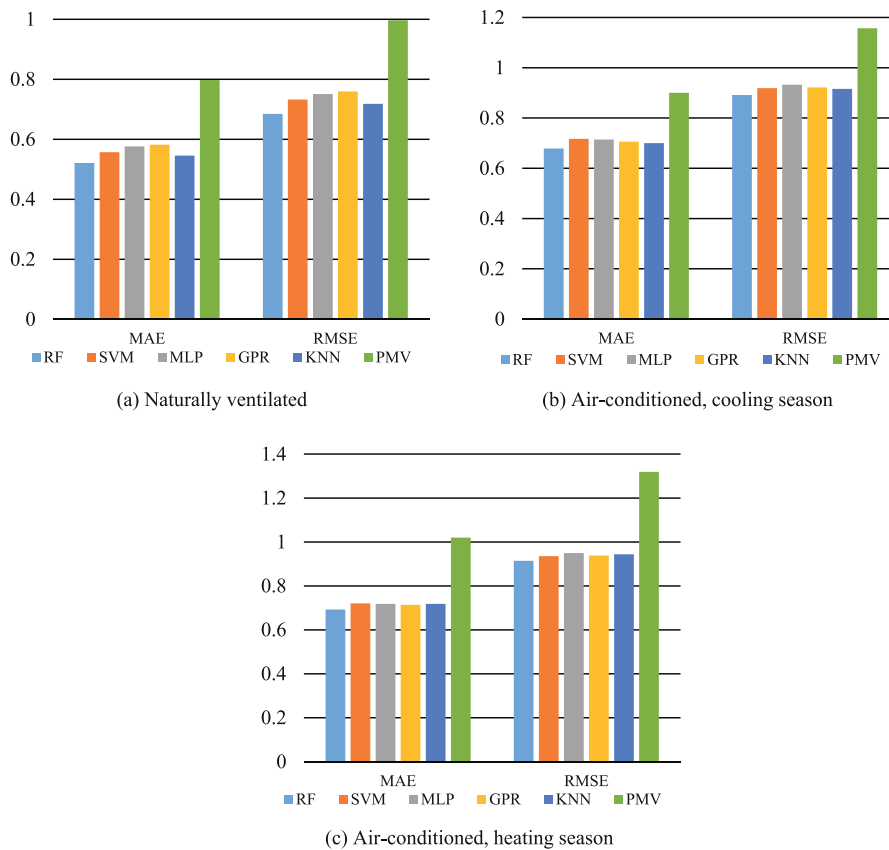 1
0.8
0.6
0.4
0.2
0
MAE RMSE
RF SVM MLP GPR KNN PMV
(a) Naturally ventilated
1.2
1
0.8
0.6
0.4
0.2
0
MAE RMSE
RF SVM MLP GPR KNN PMV
(b) Air-conditioned, cooling season
1.4
1.2
1
0.8
0.6
0.4
0.2
0
MAE RMSE
RF SVM MLP GPR KNN PMV
(c) Air-conditioned, heating season